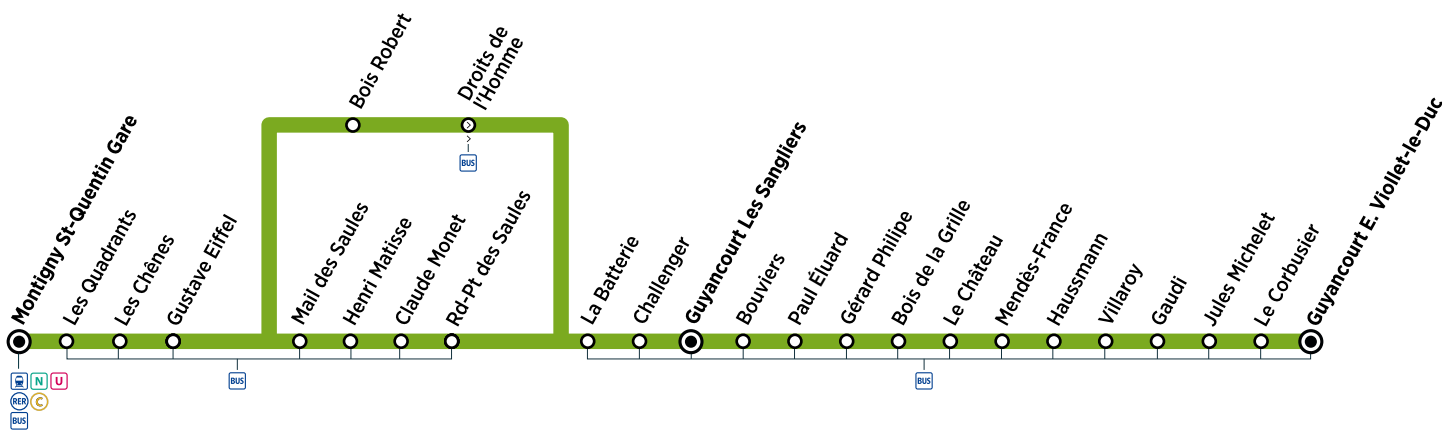 Bois Robert
Droits de
l'Homme
BUS
Montigny St-Quentin Gare
Les Quadrants
Les Chênes
Gustave Eiffel
Mail des Saules
Henri Matisse
Claude Monet
Rd-Pt des Saules
La Batterie
Challenger
Guyancourt Les Sangliers
Bouviers
Paul Éluard
Gérard Philipe
Bois de la Grille
Le Château
Mendès-France
Haussmann
Villaroy
Gaudi
Jules Michelet
Le Corbusier
Guyancourt E. Viollet-le-Duc
N U
RER C
BUS
BUS
BUS